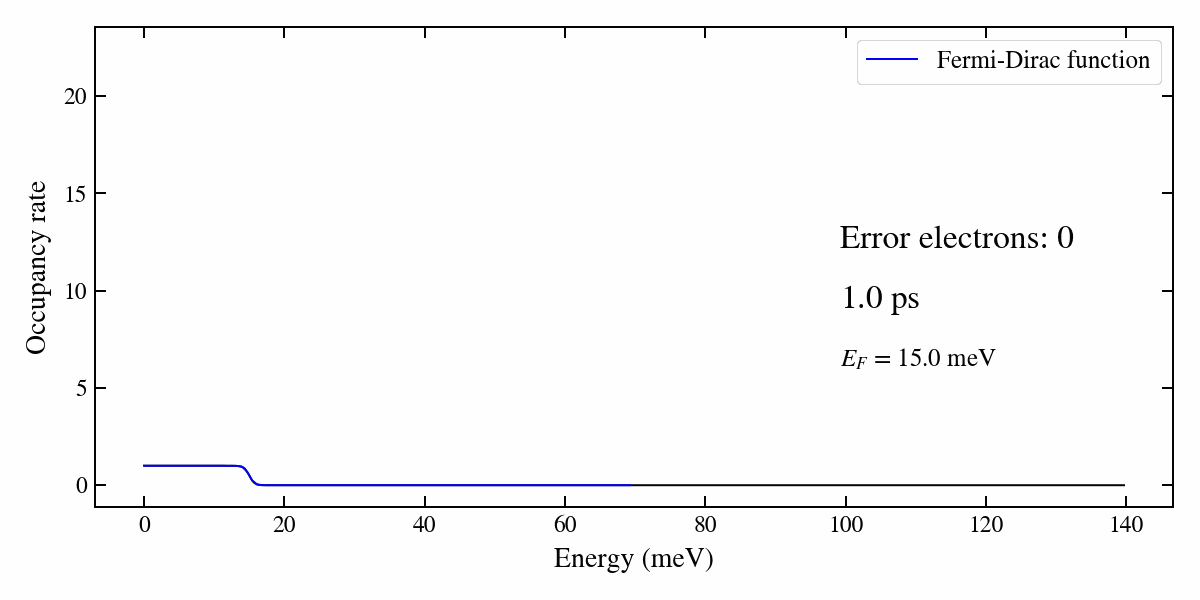 Fermi-Dirac function
20
15
10
5
0
Occupancy rate
Error electrons: 0
1.0 ps
E_F = 15.0 meV
0 20 40 60 80 100 120 140
Energy (meV)